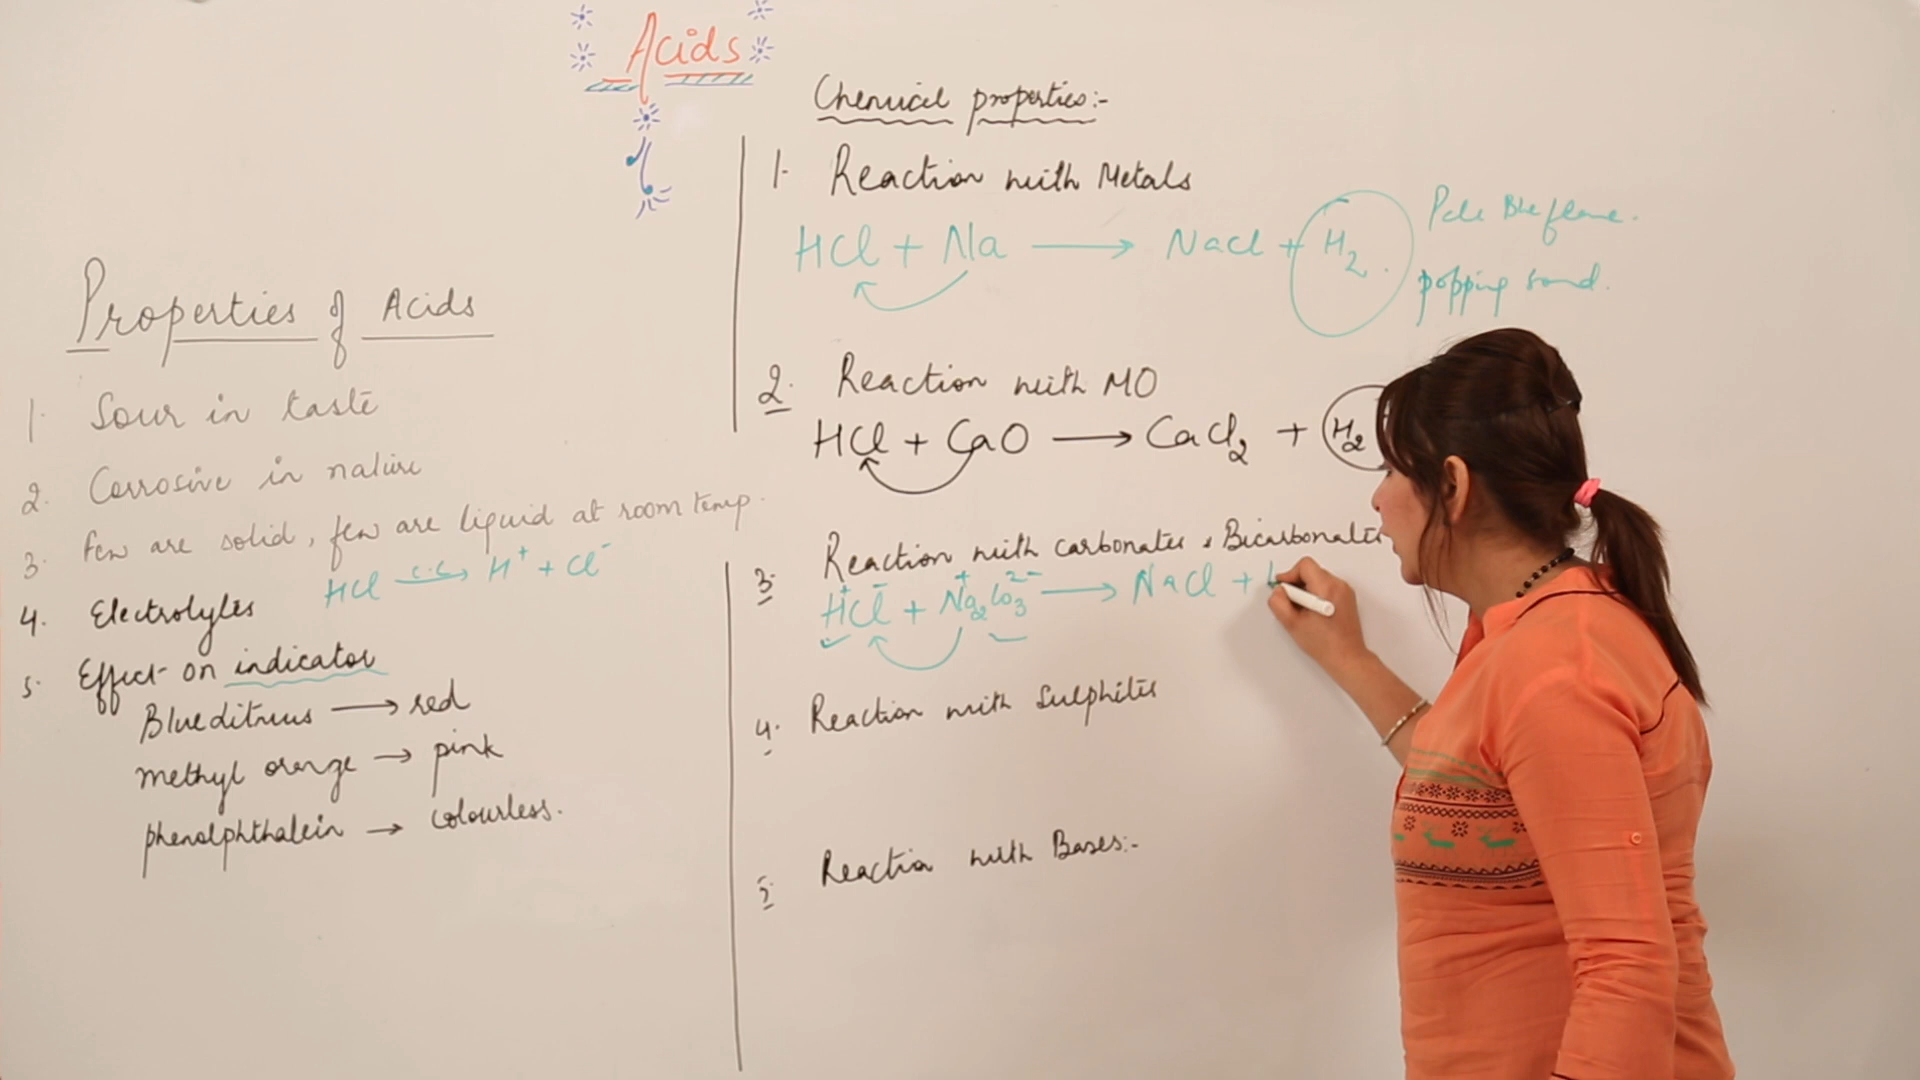 Acids
Properties of Acids
1. Sour in taste
2. Corrosive in nature
3. Few are solid, few are liquid at room temp.
HCl → H+ + Cl-
4. Electrolytes
5. Effect on indicator
Blue litmus → red
Methyl orange → pink
phenolphthalein → colourless.
Chemical properties:-
1. Reaction with Metals
HCl + Na → NaCl + H2
Pale Blue flame.
popping sound.
2. Reaction with MO
HCl + CaO → CaCl2 + H2
3. Reaction with carbonates & Bicarbonates
H+Cl- + Na+2CO32- → NaCl +
4. Reaction with Sulphites
5. Reaction with Bases:-